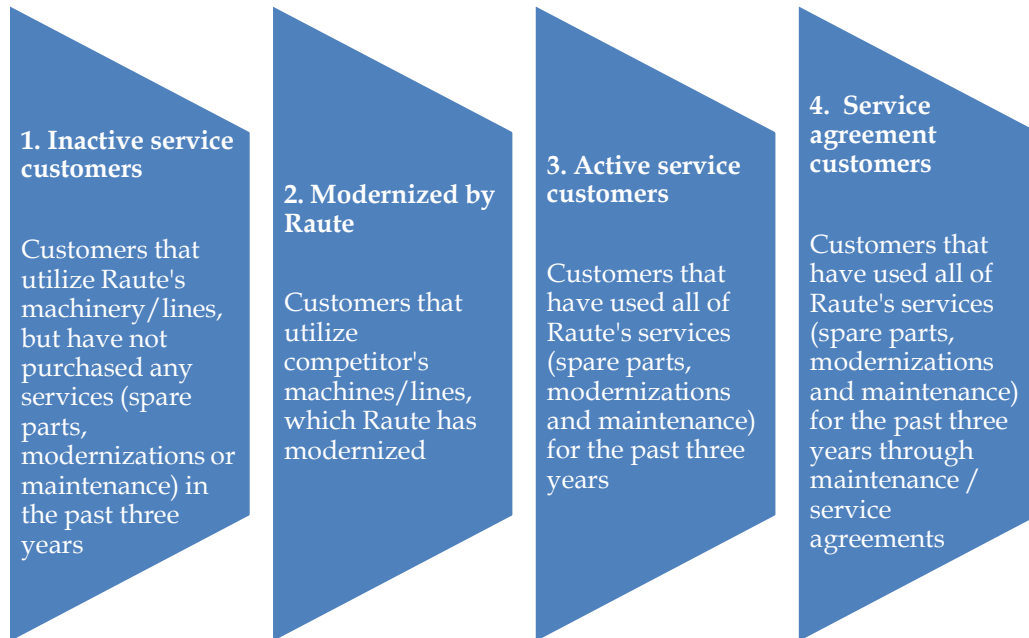 1. Inactive service
customers
Customers that
utilize Raute's
machinery/lines,
but have not
purchased any
services (spare
parts,
modernizations or
maintenance) in
the past three
years
2. Modernized by
Raute
Customers that
utilize
competitor's
machines/lines,
which Raute has
modernized
3. Active service
customers
Customers that
have used all of
Raute's services
(spare parts,
modernizations
and maintenance)
for the past three
years
4. Service
agreement
customers
Customers that
have used all of
Raute's services
(spare parts,
modernizations
and maintenance)
for the past three
years through
maintenance /
service
agreements